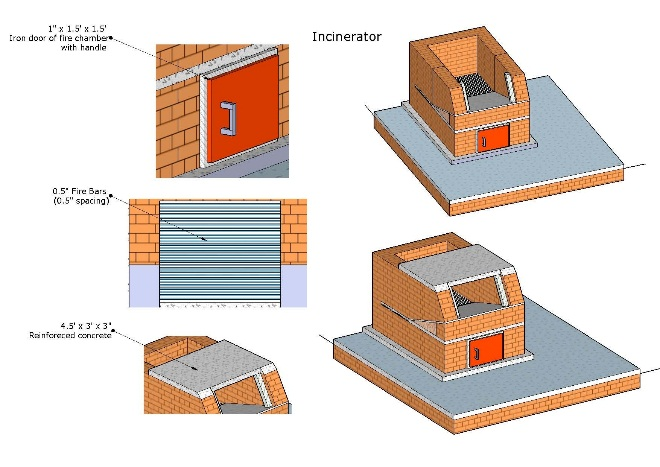 Incinerator
1" x 1.5' x 1.5'
Iron door of fire chamber
with handle
0.5" Fire Bars
(0.5" spacing)
4.5' x 3' x 3"
Reinforeced concrete